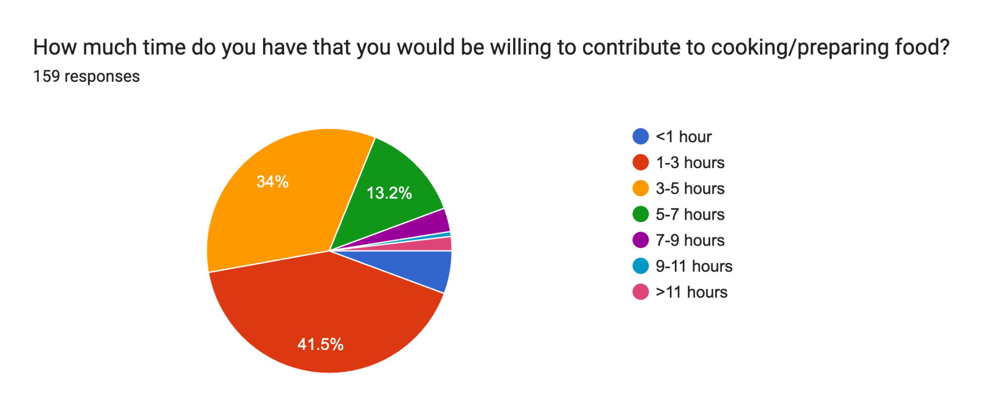 How much time do you have that you would be willing to contribute to cooking/preparing food?
159 responses
34%
13.2%
41.5%
<1 hour
1-3 hours
3-5 hours
5-7 hours
7-9 hours
9-11 hours
>11 hours